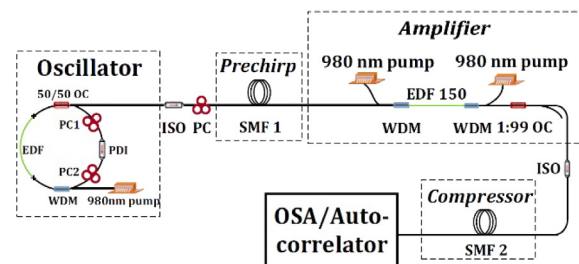 Oscillator
50/50 OC
PC1
EDF
PDI
PC2
WDM
980nm pump
ISO
PC
Prechirp
SMF 1
Amplifier
980 nm pump
980 nm pump
EDF 150
WDM
WDM
1:99 OC
ISO
Compressor
SMF 2
OSA/Auto-
correlator